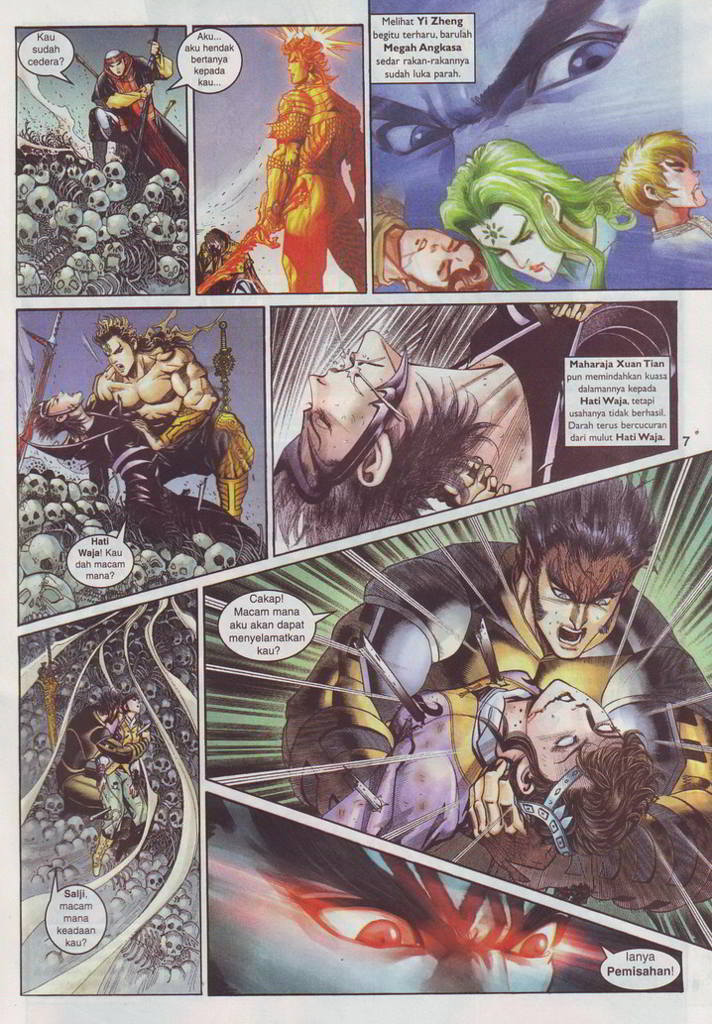 Kau
sudah
cedera?
Aku...
aku hendak
bertanya
kepada
kau...
Melihat Yi Zheng
begitu terharu, barulah
Megah Angkasa
sedar rakan-rakannya
sudah luka parah.
Hati
Waja! Kau
dah macam
mana?
Maharaja Xuan Tian
pun memindahkan kuasa
dalamannya kepada
Hati Waja, tetapi
usahanya tidak berhasil.
Darah terus bercucuran
dari mulut Hati Waja.
7
Cakap!
Macam mana
aku akan dapat
menyelamatkan
kau?
Salji,
macam
mana
keadaan
kau?
Ianya
Pemisahan!